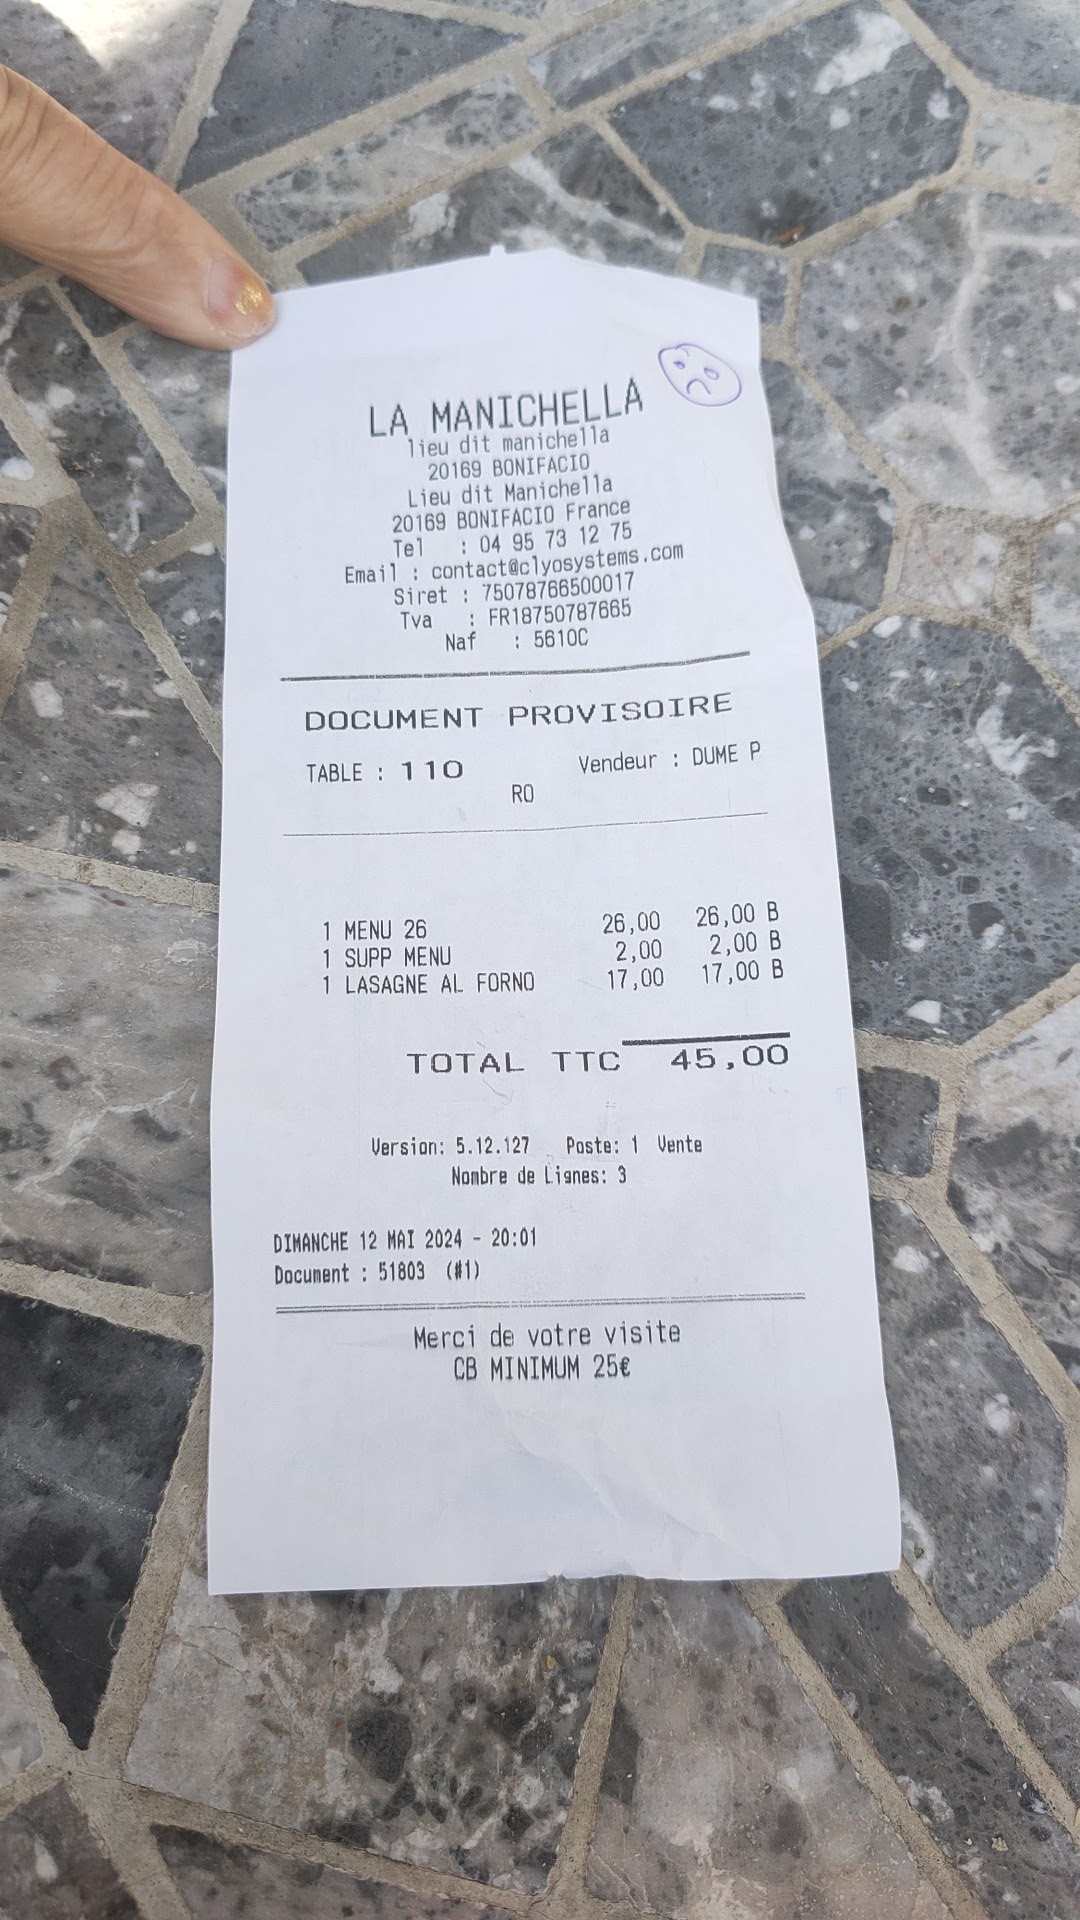 LA MANICHELLA
lieu dit manichella
20169 BONIFACIO
Lieu dit Manichella
20169 BONIFACIO France
Tel : 04 95 73 12 75
Email : contact@clyosystems.com
Siret : 75078766500017
Tva : FR18750787665
Naf : 5610C
DOCUMENT PROVISOIRE
TABLE : 110 Vendeur : DUME P
RO
1 MENU 26 26,00 26,00 B
1 SUPP MENU 2,00 2,00 B
1 LASAGNE AL FORNO 17,00 17,00 B
TOTAL TTC 45,00
Version: 5.12.127 Poste: 1 Vente
Nombre de Lignes: 3
DIMANCHE 12 MAI 2024 - 20:01
Document : 51803 (#1)
Merci de votre visite
CB MINIMUM 25€